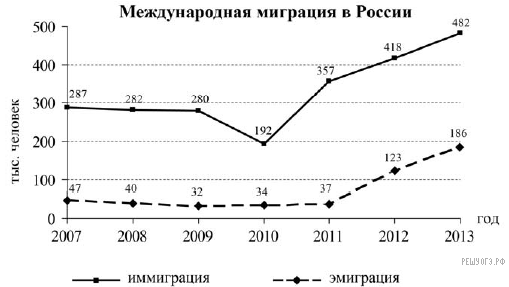 Международная миграция в России
тыс. человек
500
400
300
200
100
0
287 282 280 192 357 418 482
47 40 32 34 37 123 186
2007 2008 2009 2010 2011 2012 2013 год
иммиграция эмиграция
РЕШУОГЭ.РФ